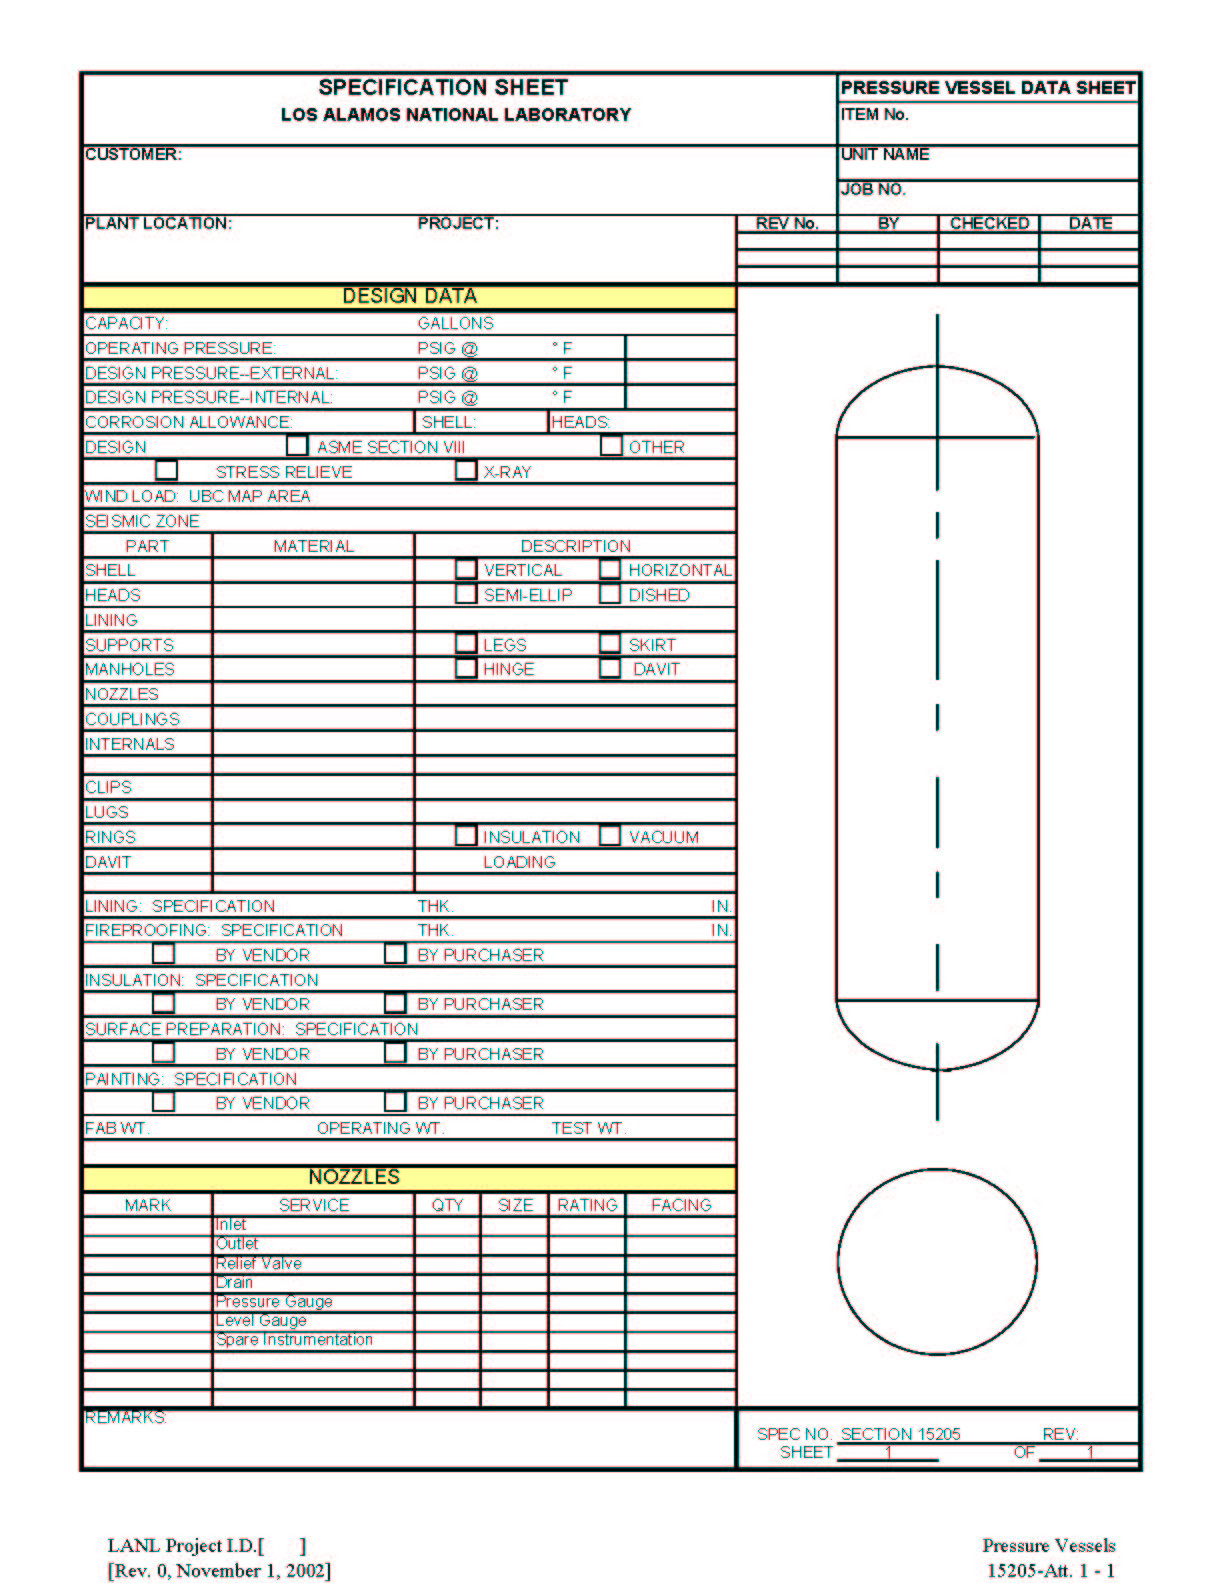 SPECIFICATION SHEET
LOS ALAMOS NATIONAL LABORATORY
PRESSURE VESSEL DATA SHEET
ITEM No.
CUSTOMER:
UNIT NAME
JOB NO.
PLANT LOCATION: PROJECT:
REV No. BY CHECKED DATE
DESIGN DATA
CAPACITY: GALLONS
OPERATING PRESSURE: PSIG @ ° F
DESIGN PRESSURE--EXTERNAL: PSIG @ ° F
DESIGN PRESSURE--INTERNAL: PSIG @ ° F
CORROSION ALLOWANCE: SHELL: HEADS:
DESIGN ASME SECTION VIII OTHER
STRESS RELIEVE X-RAY
WIND LOAD: UBC MAP AREA
SEISMIC ZONE
PART MATERIAL DESCRIPTION
SHELL VERTICAL HORIZONTAL
HEADS SEMI-ELLIP DISHED
LINING
SUPPORTS LEGS SKIRT
MANHOLES HINGE DAVIT
NOZZLES
COUPLINGS
INTERNALS
CLIPS
LUGS
RINGS INSULATION VACUUM
DAVIT LOADING
LINING: SPECIFICATION THK. IN.
FIREPROOFING: SPECIFICATION THK. IN.
BY VENDOR BY PURCHASER
INSULATION: SPECIFICATION
BY VENDOR BY PURCHASER
SURFACE PREPARATION: SPECIFICATION
BY VENDOR BY PURCHASER
PAINTING: SPECIFICATION
BY VENDOR BY PURCHASER
FAB WT. OPERATING WT. TEST WT.
NOZZLES
MARK SERVICE QTY SIZE RATING FACING
Inlet
Outlet
Relief Valve
Drain
Pressure Gauge
Level Gauge
Spare Instrumentation
REMARKS:
SPEC NO. SECTION 15205 REV:
SHEET 1 OF 1
LANL Project I.D.[ ]
[Rev. 0, November 1, 2002]
Pressure Vessels
15205-Att. 1 - 1